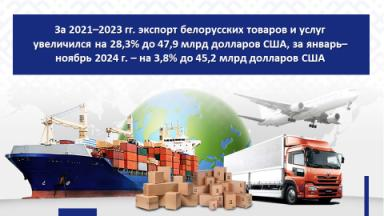 За 2021–2023 гг. экспорт белорусских товаров и услуг
увеличился на 28,3% до 47,9 млрд долларов США, за январь–
ноябрь 2024 г. – на 3,8% до 45,2 млрд долларов США